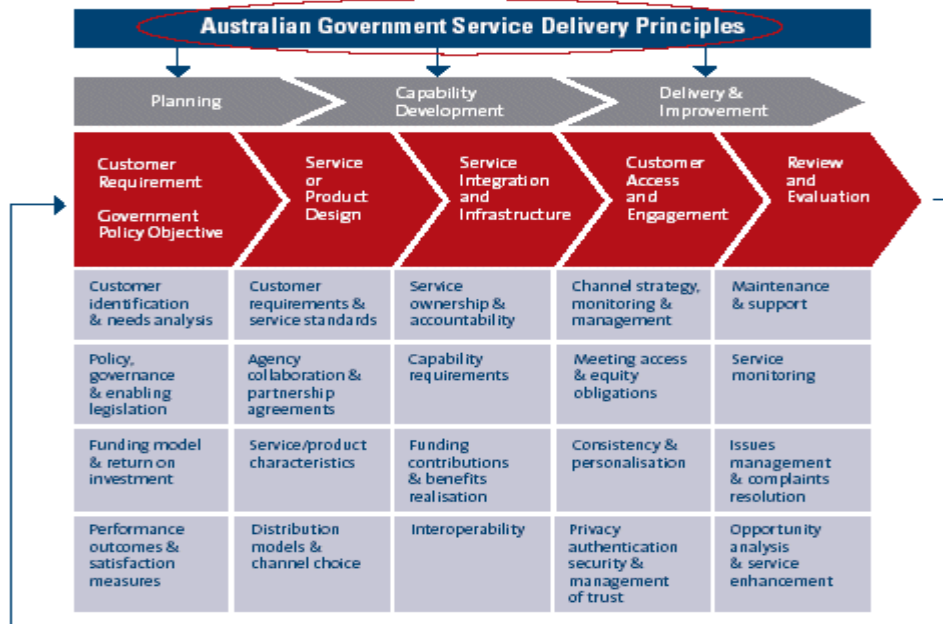 Australian Government Service Delivery Principles
Planning
Capability
Development
Delivery &
Improvement
Customer
Requirement
Government
Policy Objective
Service
or
Product
Design
Service
Integration
and
Infrastructure
Customer
Access
and
Engagement
Review
and
Evaluation
Customer
identification
& needs analysis
Customer
requirements &
service standards
Service
ownership &
accountability
Channel strategy,
monitoring &
management
Maintenance
& support
Policy,
governance
& enabling
legislation
Agency
collaboration &
partnership
agreements
Capability
requirements
Meeting access
& equity
obligations
Service
monitoring
Funding model
& return on
investment
Service/product
characteristics
Funding
contributions
& benefits
realisation
Consistency &
personalisation
Issues
management
& complaints
resolution
Performance
outcomes &
satisfaction
measures
Distribution
models &
channel choice
Interoperability
Privacy
authentication
security &
management
of trust
Opportunity
analysis
& service
enhancement